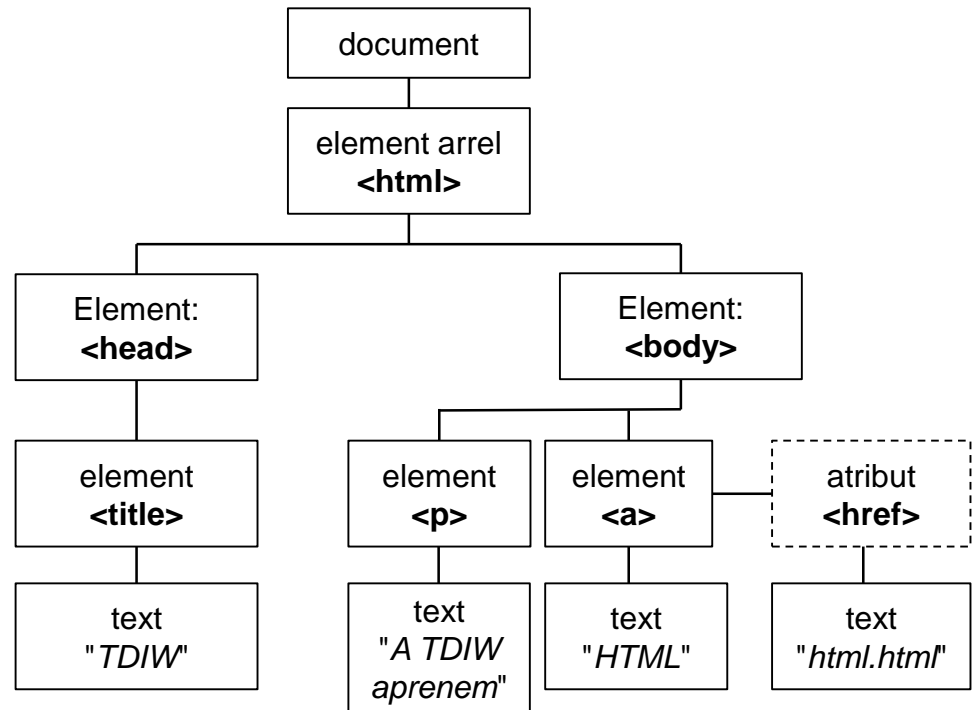 document
element arrel
<html>
Element:
<head>
Element:
<body>
element
<title>
element
<p>
element
<a>
atribut
<href>
text
"TDIW"
text
"A TDIW
aprenem"
text
"HTML"
text
"html.html"